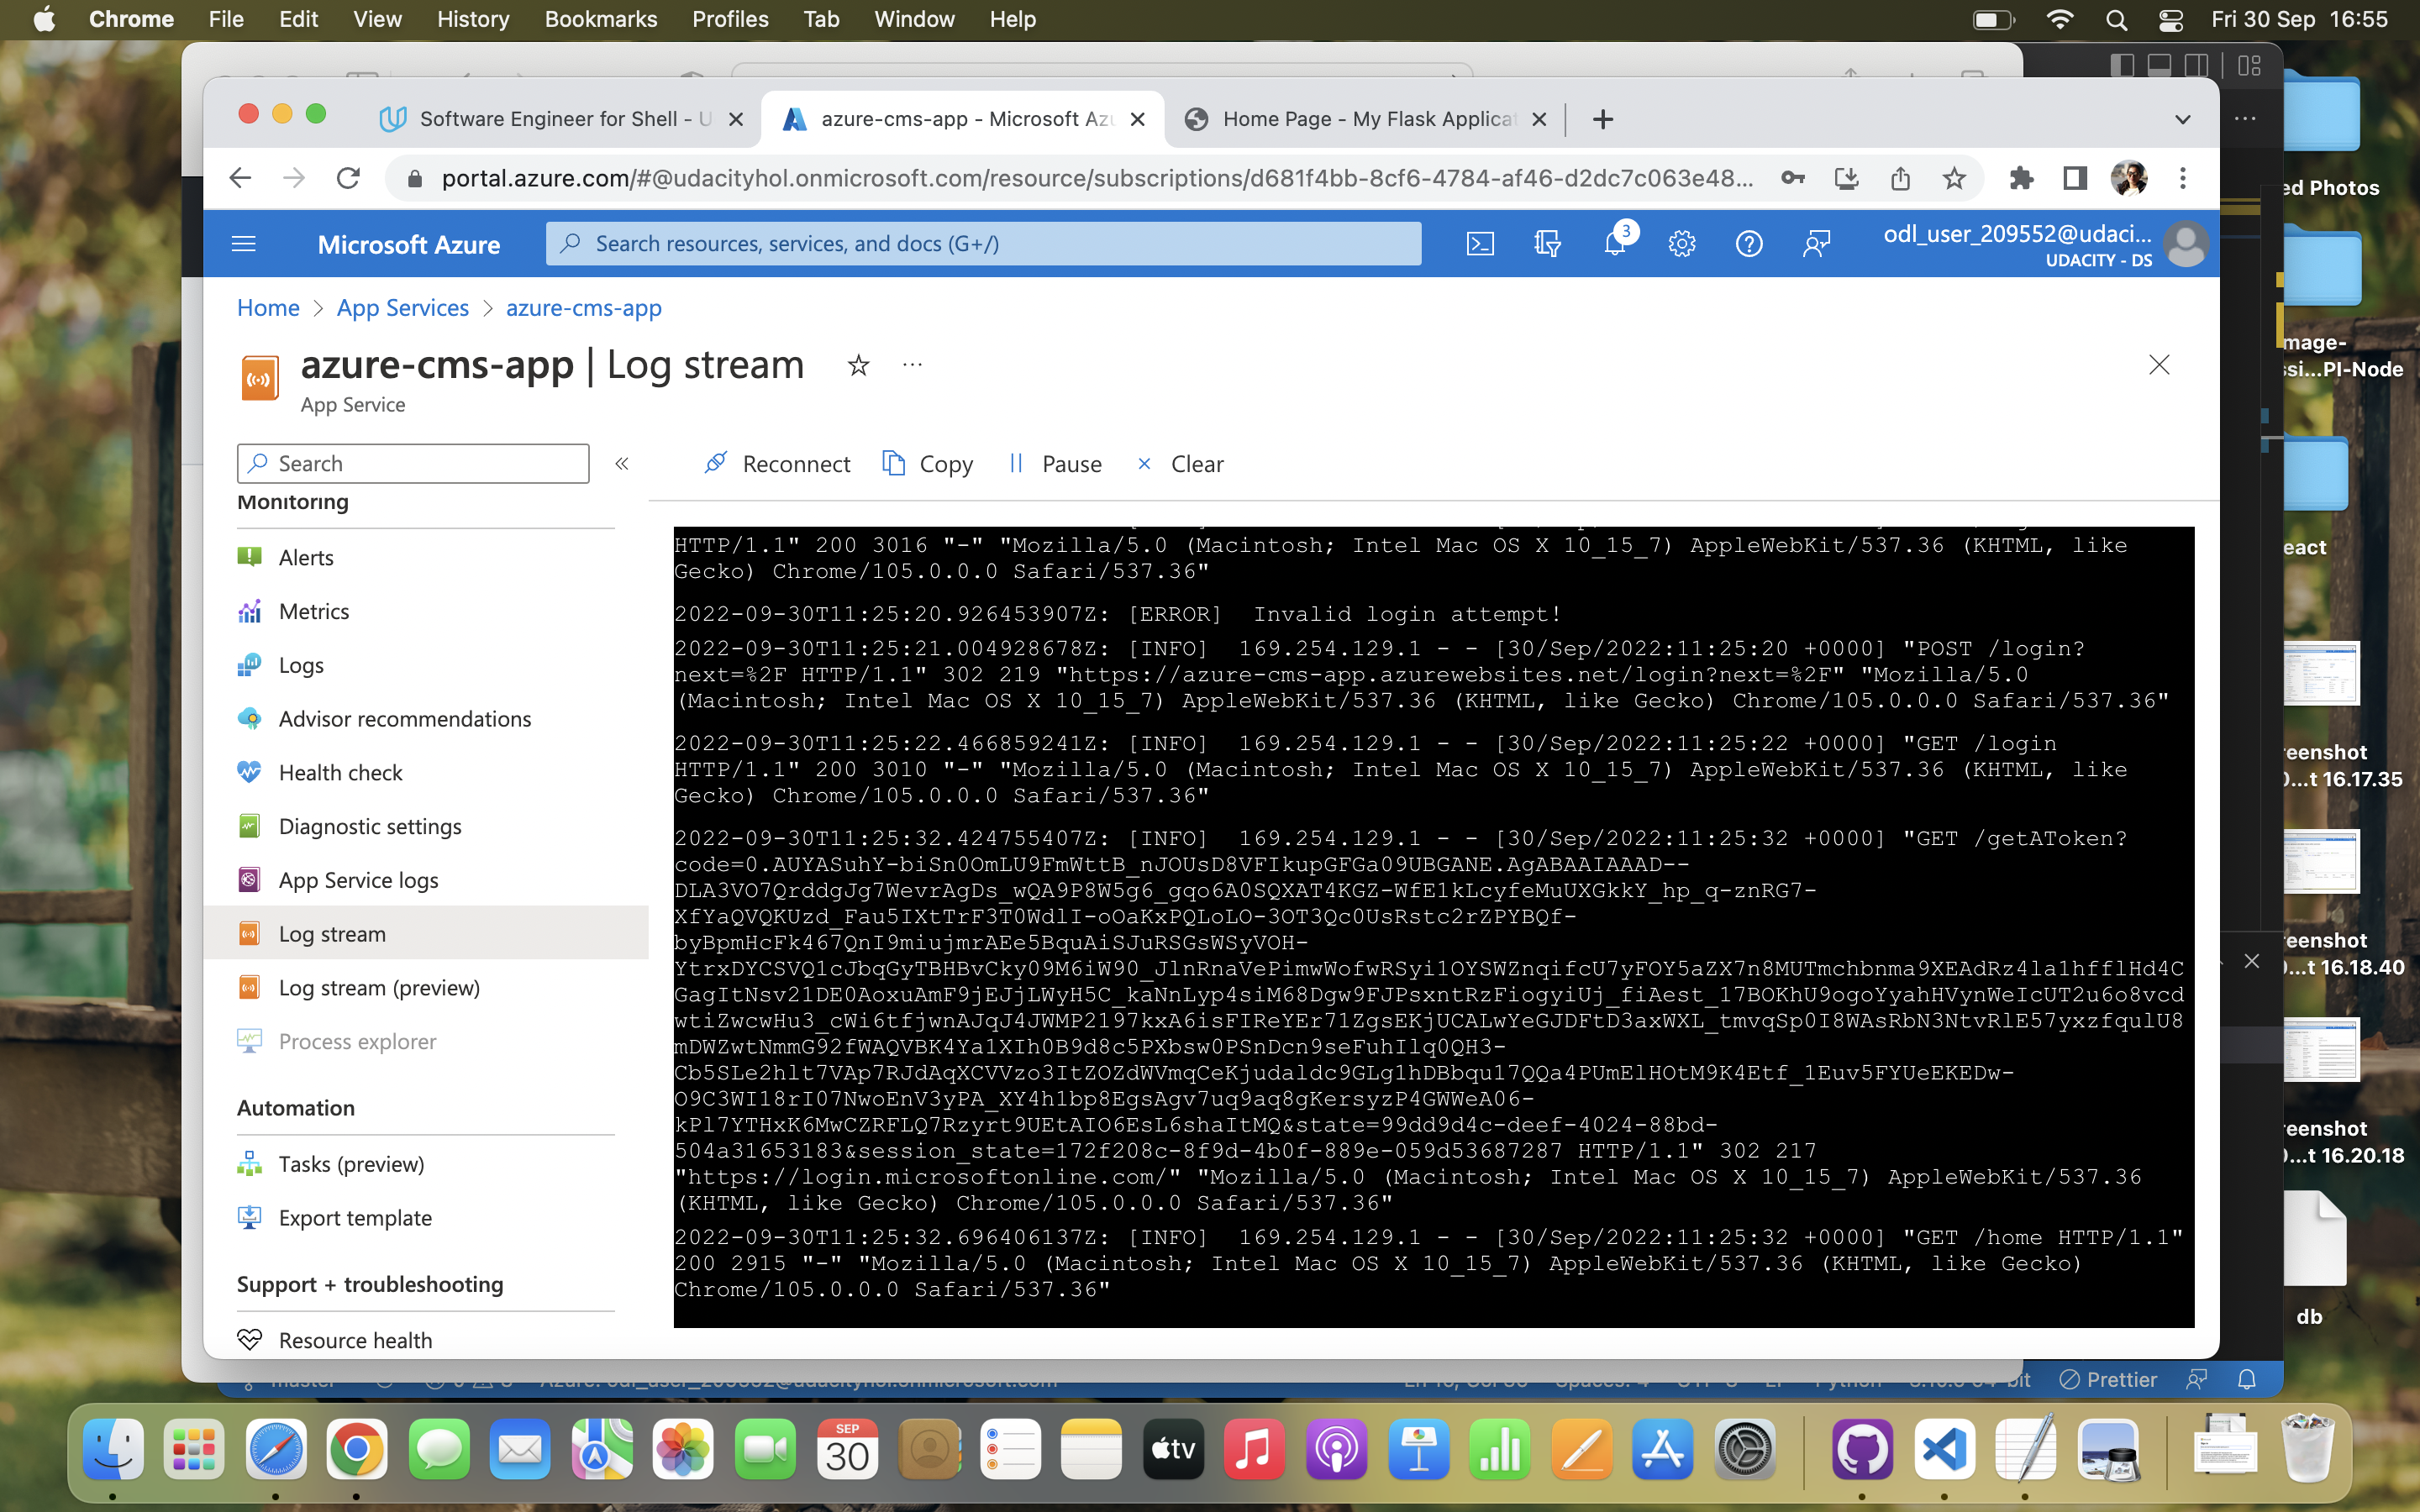 Chrome File Edit View History Bookmarks Profiles Tab Window Help Fri 30 Sep 16:55
Software Engineer for Shell - U
azure-cms-app - Microsoft Azu
Home Page - My Flask Applicat
portal.azure.com/#@udacityhol.onmicrosoft.com/resource/subscriptions/d681f4bb-8cf6-4784-af46-d2dc7c063e48...
Microsoft Azure
Search resources, services, and docs (G+/)
3
odl_user_209552@udaci...
UDACITY - DS
Home > App Services > azure-cms-app
azure-cms-app | Log stream
App Service
Search
Reconnect Copy Pause Clear
Monitoring
Alerts
Metrics
Logs
Advisor recommendations
Health check
Diagnostic settings
App Service logs
Log stream
Log stream (preview)
Process explorer
Automation
Tasks (preview)
Export template
Support + troubleshooting
Resource health
HTTP/1.1" 200 3016 "-" "Mozilla/5.0 (Macintosh; Intel Mac OS X 10_15_7) AppleWebKit/537.36 (KHTML, like
Gecko) Chrome/105.0.0.0 Safari/537.36"
2022-09-30T11:25:20.926453907Z: [ERROR] Invalid login attempt!
2022-09-30T11:25:21.004928678Z: [INFO] 169.254.129.1 - - [30/Sep/2022:11:25:20 +0000] "POST /login?
next=%2F HTTP/1.1" 302 219 "https://azure-cms-app.azurewebsites.net/login?next=%2F" "Mozilla/5.0
(Macintosh; Intel Mac OS X 10_15_7) AppleWebKit/537.36 (KHTML, like Gecko) Chrome/105.0.0.0 Safari/537.36"
2022-09-30T11:25:22.466859241Z: [INFO] 169.254.129.1 - - [30/Sep/2022:11:25:22 +0000] "GET /login
HTTP/1.1" 200 3010 "-" "Mozilla/5.0 (Macintosh; Intel Mac OS X 10_15_7) AppleWebKit/537.36 (KHTML, like
Gecko) Chrome/105.0.0.0 Safari/537.36"
2022-09-30T11:25:32.424755407Z: [INFO] 169.254.129.1 - - [30/Sep/2022:11:25:32 +0000] "GET /getAToken?
code=0.AUYASuhY-biSn0OmLU9FmWttB_nJOUsD8VFIkupGFGa09UBGANE.AgABAAIAAAD--
DLA3VO7QrddgJg7WevrAgDs_wQA9P8W5g6_gqo6A0SQXAT4KGZ-WfE1kLcyfeMuUXGkkY_hp_q-znRG7-
XfYaQVQKUzd_Fau5IXtTrF3T0WdlI-oOaKxPQLoLO-3OT3Qc0UsRstc2rZPYBQf-
byBpmHcFk467QnI9miujmrAEe5BquAiSJuRSGsWSyVOH-
YtrxDYCSVQ1cJbqGyTBHBvCky09M6iW90_JlnRnaVePimwWofwRSyi1OYSWZnqifcU7yFOY5aZX7n8MUTmchbnma9XEAdRz4la1hfflHd4C
GagItNsv21DE0AoxuAmF9jEJjLWyH5C_kaNnLyp4siM68Dgw9FJPsxntRzFiogyiUj_fiAest_17BOKhU9ogoYyahHVynWeIcUT2u6o8vcd
wtiZwcwHu3_cWi6tfjwnAJqJ4JWMP2197kxA6isFIReYEr71ZgsEKjUCALwYeGJDFtD3axWXL_tmvqSp0I8WAsRbN3NtvRlE57yxzfqulU8
mDWZwtNmmG92fWAQVBK4Ya1XIh0B9d8c5PXbsw0PSnDcn9seFuhIlq0QH3-
Cb5SLe2hlt7VAp7RJdAqXCVVzo3ItZOZdWVmqCeKjudaldc9GLg1hDBbqu17QQa4PUmElHOtM9K4Etf_1Euv5FYUeEKEDw-
O9C3WI18rI07NwoEnV3yPA_XY4h1bp8EgsAgv7uq9aq8gKersyzP4GWWeA06-
kPl7YTHxK6MwCZRFLQ7Rzyrt9UEtAIO6EsL6shaItMQ&state=99dd9d4c-deef-4024-88bd-
504a31653183&session_state=172f208c-8f9d-4b0f-889e-059d53687287 HTTP/1.1" 302 217
"https://login.microsoftonline.com/" "Mozilla/5.0 (Macintosh; Intel Mac OS X 10_15_7) AppleWebKit/537.36
(KHTML, like Gecko) Chrome/105.0.0.0 Safari/537.36"
2022-09-30T11:25:32.696406137Z: [INFO] 169.254.129.1 - - [30/Sep/2022:11:25:32 +0000] "GET /home HTTP/1.1"
200 2915 "-" "Mozilla/5.0 (Macintosh; Intel Mac OS X 10_15_7) AppleWebKit/537.36 (KHTML, like Gecko)
Chrome/105.0.0.0 Safari/537.36"
ed Photos
mage-
ssi...PI-Node
eact
reenshot
0...t 16.17.35
reenshot
0...t 16.18.40
reenshot
0...t 16.20.18
db
Prettier
SEP
30
tv